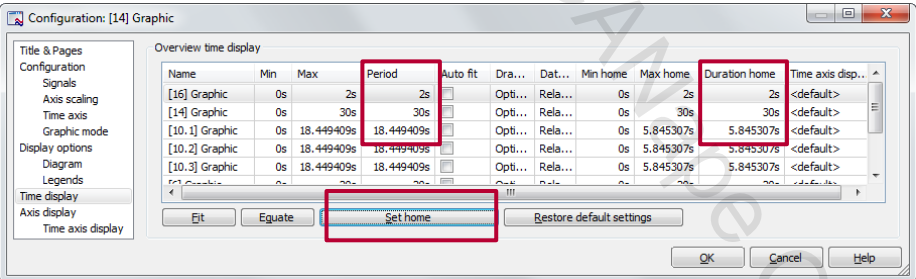 Configuration: [14] Graphic
Title & Pages
Configuration
Signals
Axis scaling
Time axis
Graphic mode
Display options
Diagram
Legends
Time display
Axis display
Time axis display
Overview time display
Name Min Max Period Auto fit Dra... Dat... Min home Max home Duration home Time axis disp...
[16] Graphic 0s 2s 2s Opti... Rela... 0s 2s 2s <default>
[14] Graphic 0s 30s 30s Opti... Rela... 0s 30s 30s <default>
[10.1] Graphic 0s 18.449409s 18.449409s Opti... Rela... 0s 5.845307s 5.845307s <default>
[10.2] Graphic 0s 18.449409s 18.449409s Opti... Rela... 0s 5.845307s 5.845307s <default>
[10.3] Graphic 0s 18.449409s 18.449409s Opti... Rela... 0s 5.845307s 5.845307s <default>
Fit Equate Set home Restore default settings
OK Cancel Help